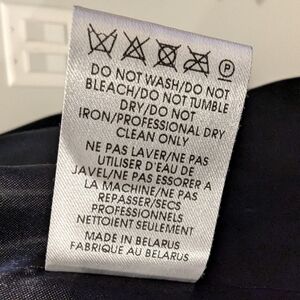 P
DO NOT WASH/DO NOT
BLEACH/DO NOT TUMBLE
DRY/DO NOT
IRON/PROFESSIONAL DRY
CLEAN ONLY
NE PAS LAVER/NE PAS
UTILISER D'EAU DE
JAVEL/NE PAS ESSORER A
LA MACHINE/NE PAS
REPASSER/SECS
PROFESSIONNELS
NETTOIENT SEULEMENT
MADE IN BELARUS
FABRIQUE AU BELARUS